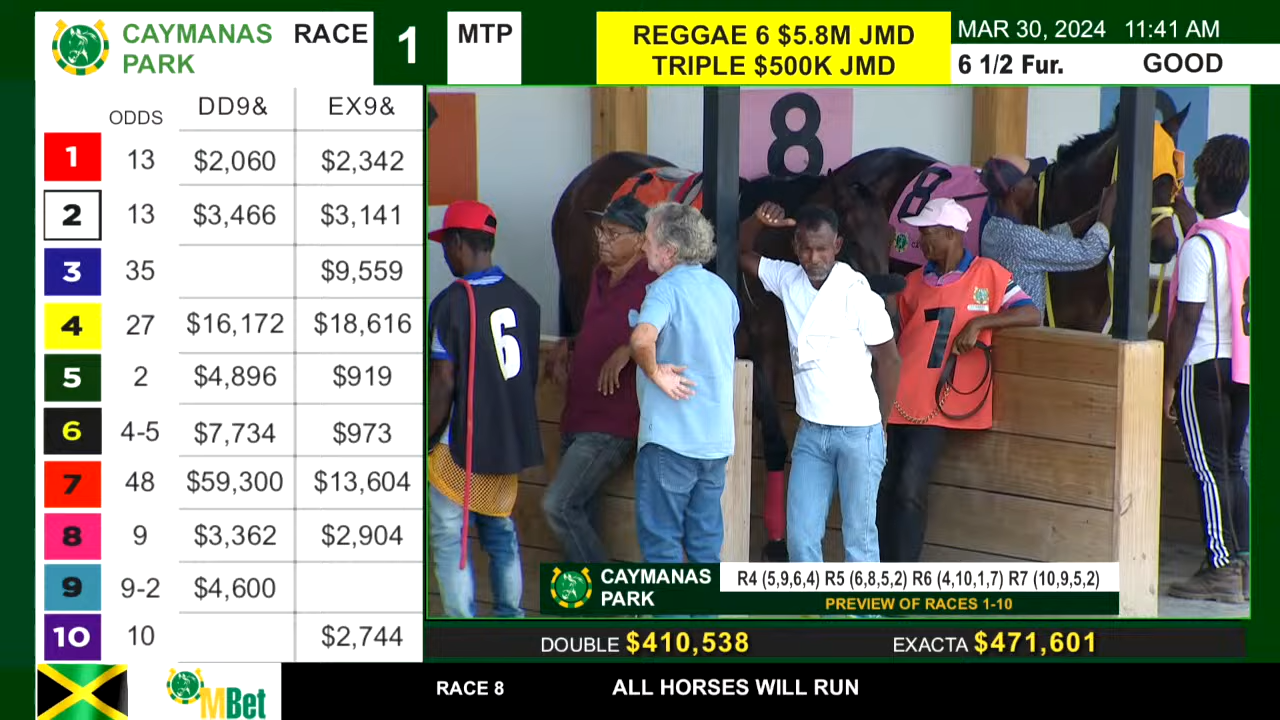 CAYMANAS PARK
RACE 1
MTP
REGGAE 6 $5.8M JMD
TRIPLE $500K JMD
MAR 30, 2024 11:41 AM
6 1/2 Fur. GOOD
ODDS DD9& EX9&
1 13 $2,060 $2,342
2 13 $3,466 $3,141
3 35 $9,559
4 27 $16,172 $18,616
5 2 $4,896 $919
6 4-5 $7,734 $973
7 48 $59,300 $13,604
8 9 $3,362 $2,904
9 9-2 $4,600
10 10 $2,744
8
8
6
7
CAYMANAS PARK
R4 (5,9,6,4) R5 (6,8,5,2) R6 (4,10,1,7) R7 (10,9,5,2)
PREVIEW OF RACES 1-10
DOUBLE $410,538 EXACTA $471,601
MBet
RACE 8 ALL HORSES WILL RUN